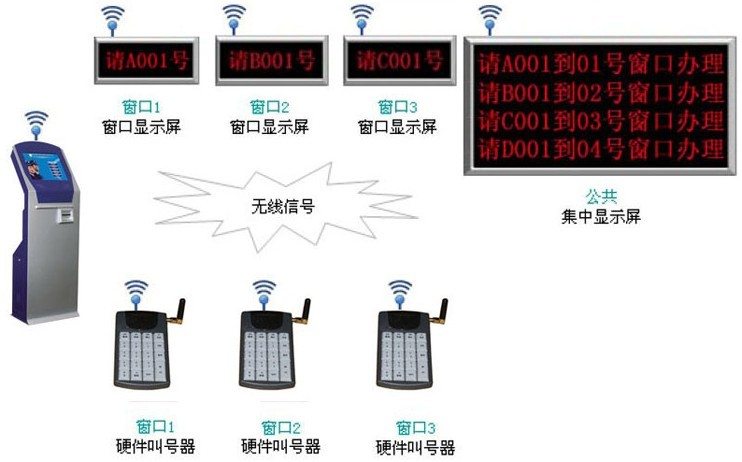 请A001号
请B001号
请C001号
请A001到01号窗口办理
请B001到02号窗口办理
请C001到03号窗口办理
请D001到04号窗口办理
窗口1
窗口显示屏
窗口2
窗口显示屏
窗口3
窗口显示屏
公共
集中显示屏
无线信号
窗口1
硬件叫号器
窗口2
硬件叫号器
窗口3
硬件叫号器